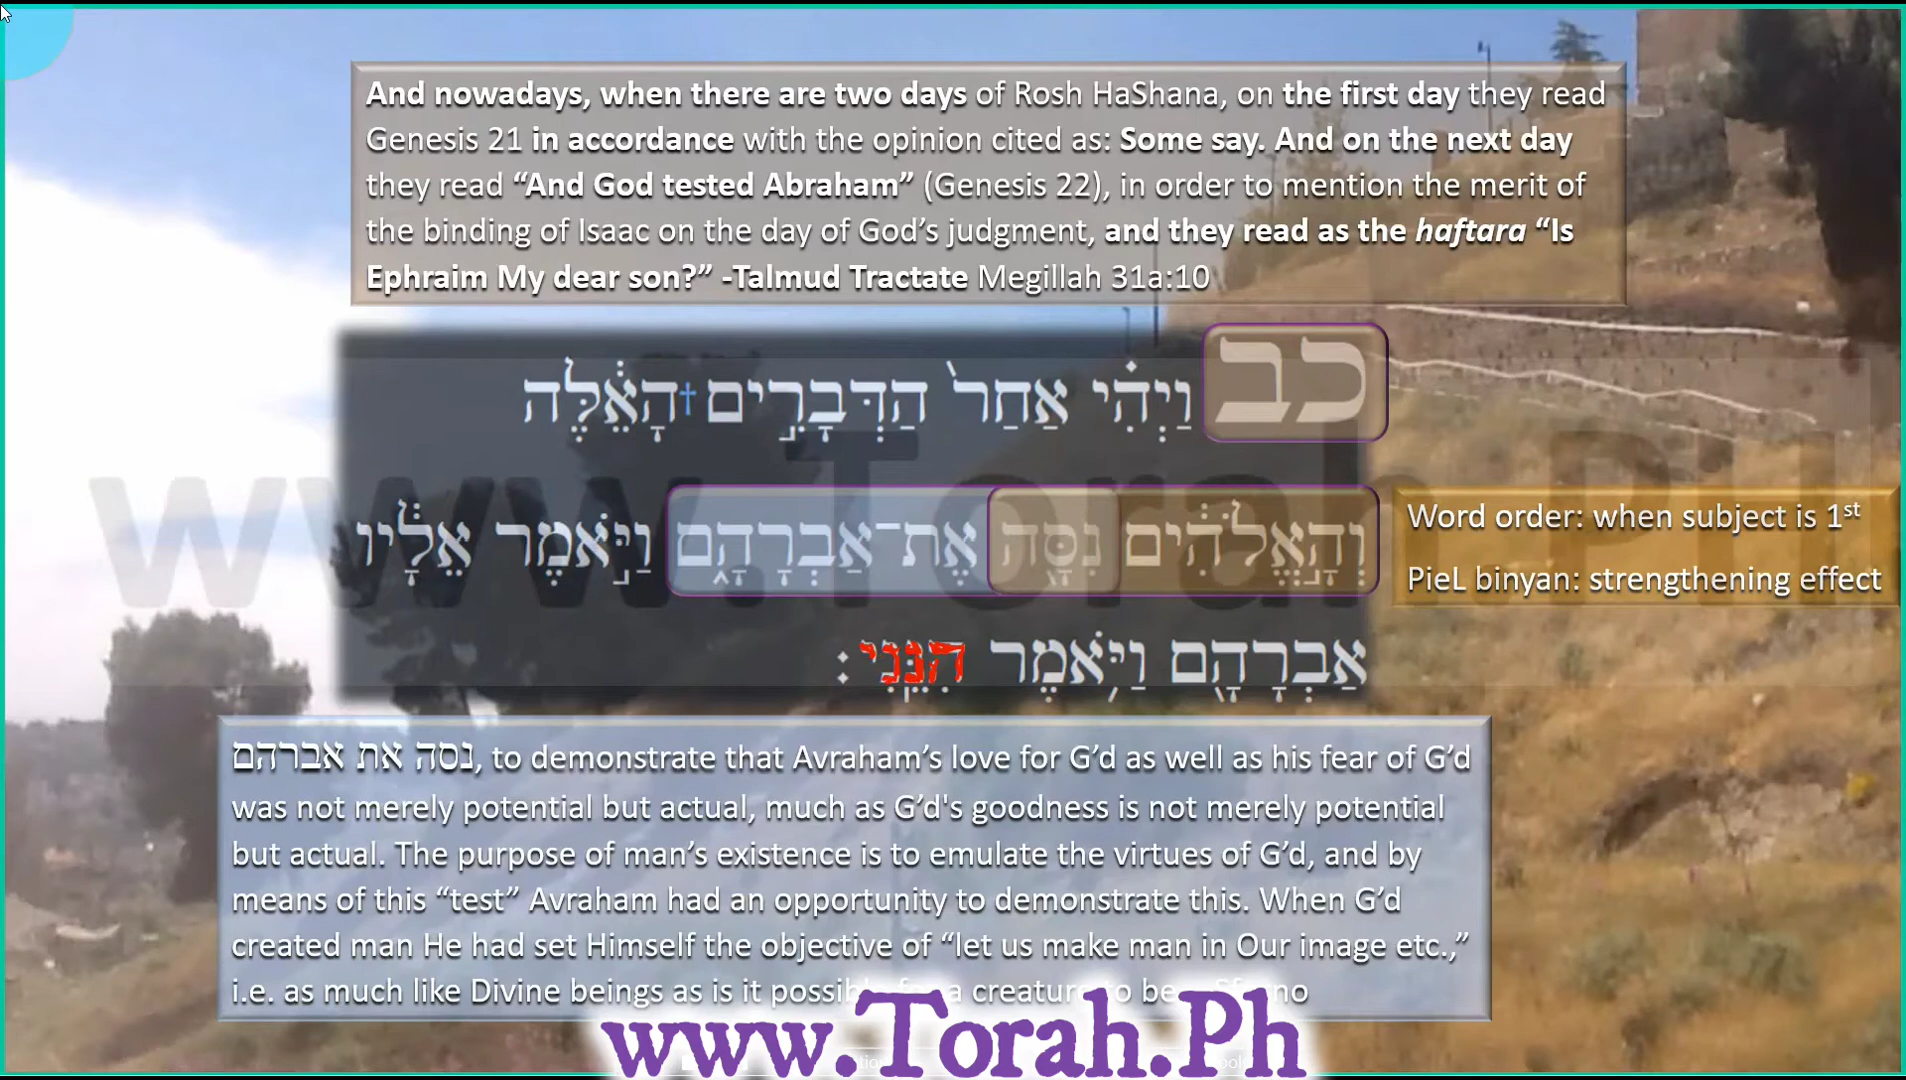 And nowadays, when there are two days of Rosh HaShana, on the first day they read
Genesis 21 in accordance with the opinion cited as: Some say. And on the next day
they read “And God tested Abraham” (Genesis 22), in order to mention the merit of
the binding of Isaac on the day of God’s judgment, and they read as the haftara “Is
Ephraim My dear son?” -Talmud Tractate Megillah 31a:10
כב וַיְהִ֗י אַחַר֙ הַדְּבָרִ֣ים† הָאֵ֔לֶּה
וְהָ֣אֱלֹהִ֔ים נִסָּ֖ה אֶת־אַבְרָהָ֑ם וַיֹּ֣אמֶר אֵלָ֔יו
אַבְרָהָ֖ם וַיֹּ֥אמֶר הִנֵּֽנִי׃
Word order: when subject is 1st
PieL binyan: strengthening effect
נסה את אברהם, to demonstrate that Avraham’s love for G’d as well as his fear of G’d
was not merely potential but actual, much as G’d's goodness is not merely potential
but actual. The purpose of man’s existence is to emulate the virtues of G’d, and by
means of this “test” Avraham had an opportunity to demonstrate this. When G’d
created man He had set Himself the objective of “let us make man in Our image etc.,”
i.e. as much like Divine beings as is it possible for a creature to be.
www.Torah.Ph
www.Torah.PH